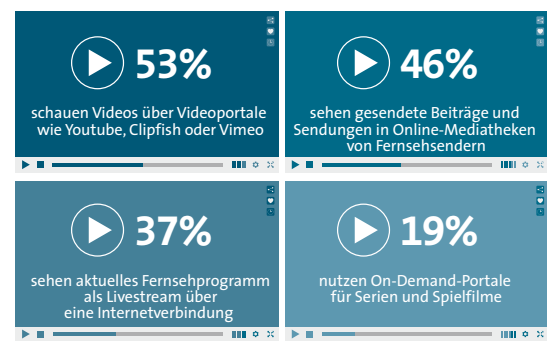 53%
schauen Videos über Videoportale
wie Youtube, Clipfish oder Vimeo
46%
sehen gesendete Beiträge und
Sendungen in Online-Mediatheken
von Fernsehsendern
37%
sehen aktuelles Fernsehprogramm
als Livestream über
eine Internetverbindung
19%
nutzen On-Demand-Portale
für Serien und Spielfilme